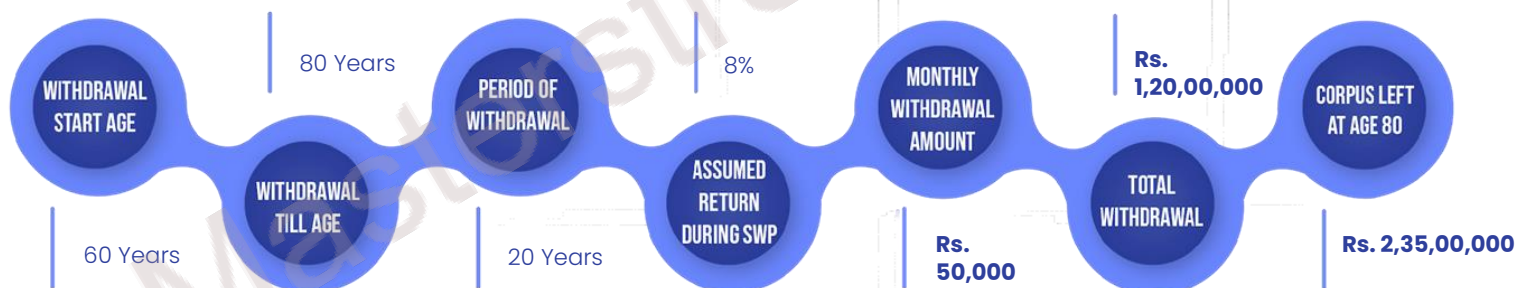 WITHDRAWAL
START AGE
60 Years
80 Years
WITHDRAWAL
TILL AGE
PERIOD OF
WITHDRAWAL
20 Years
8%
ASSUMED
RETURN
DURING SWP
MONTHLY
WITHDRAWAL
AMOUNT
Rs.
50,000
Rs.
1,20,00,000
TOTAL
WITHDRAWAL
CORPUS LEFT
AT AGE 80
Rs. 2,35,00,000